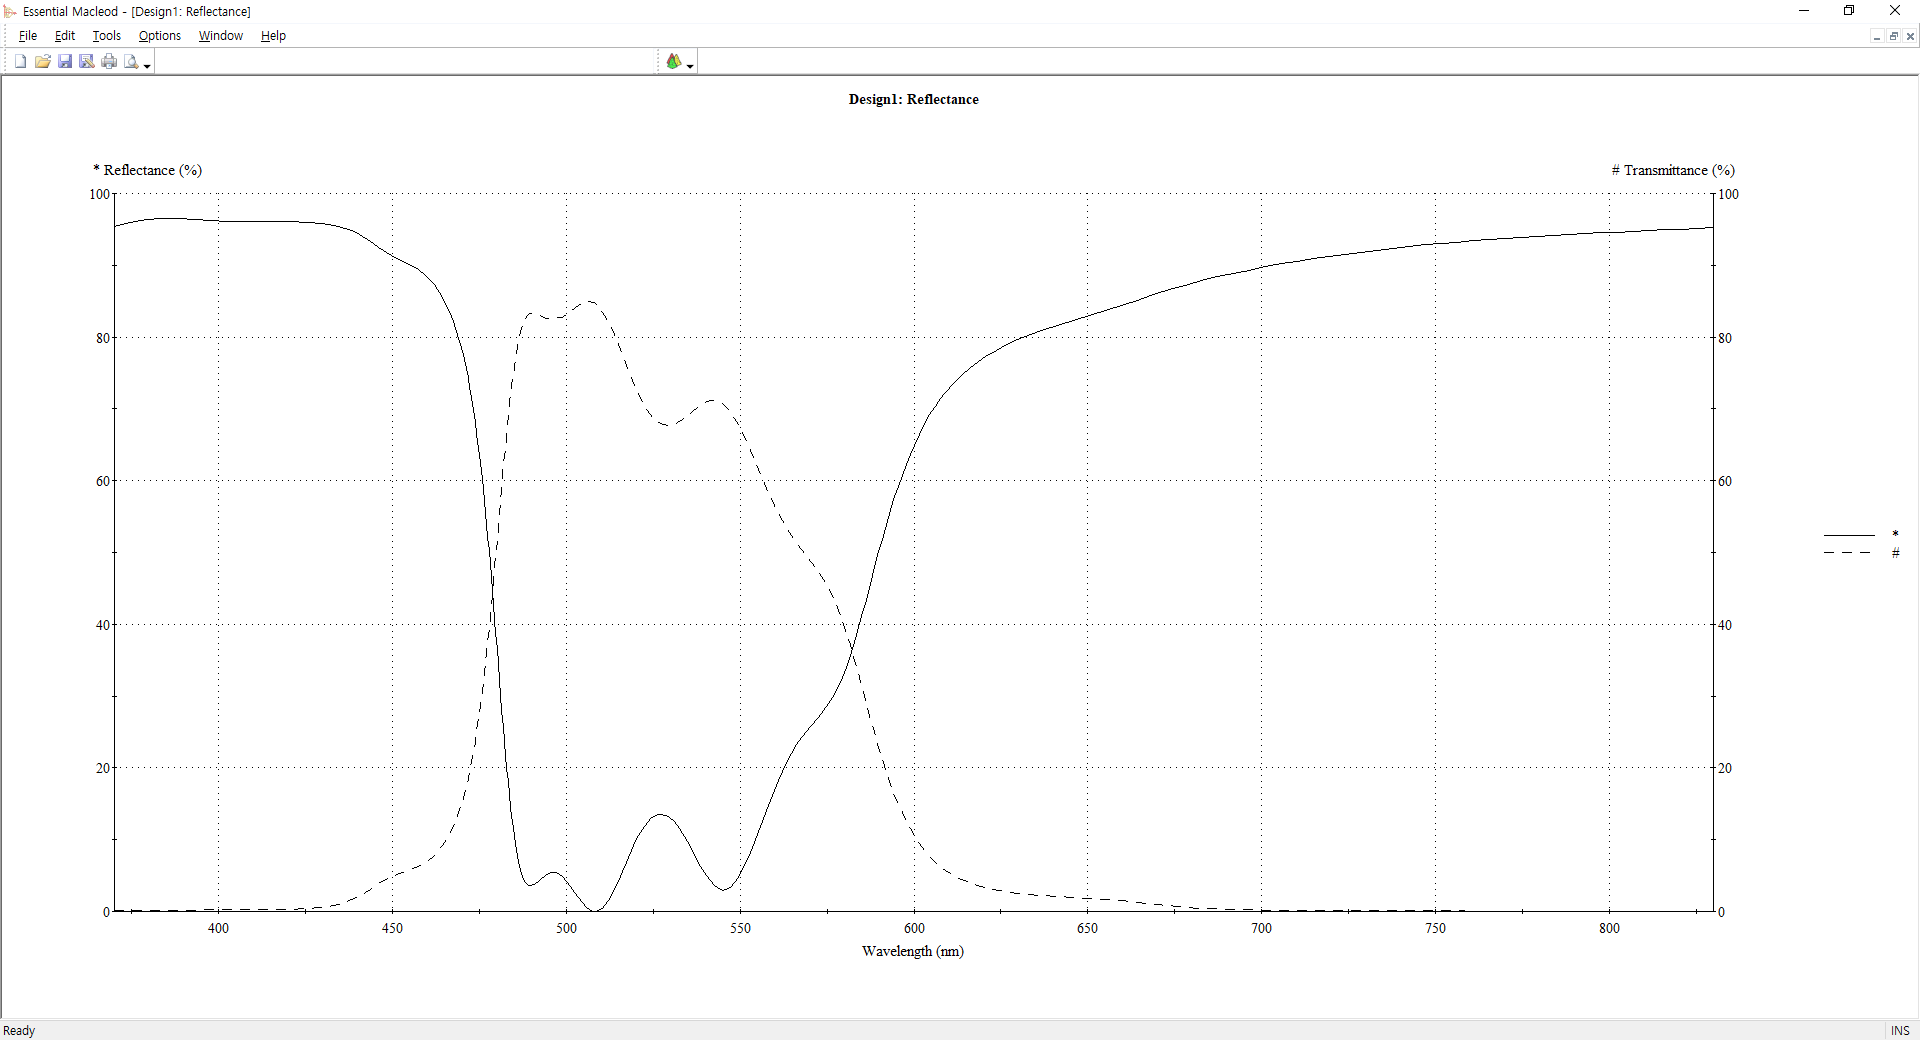 Essential Macleod - [Design1: Reflectance]
File Edit Tools Options Window Help
Design1: Reflectance
* Reflectance (%)
# Transmittance (%)
100
80
60
40
20
0
100
80
60
40
20
0
*
#
400 450 500 550 600 650 700 750 800
Wavelength (nm)
Ready
INS